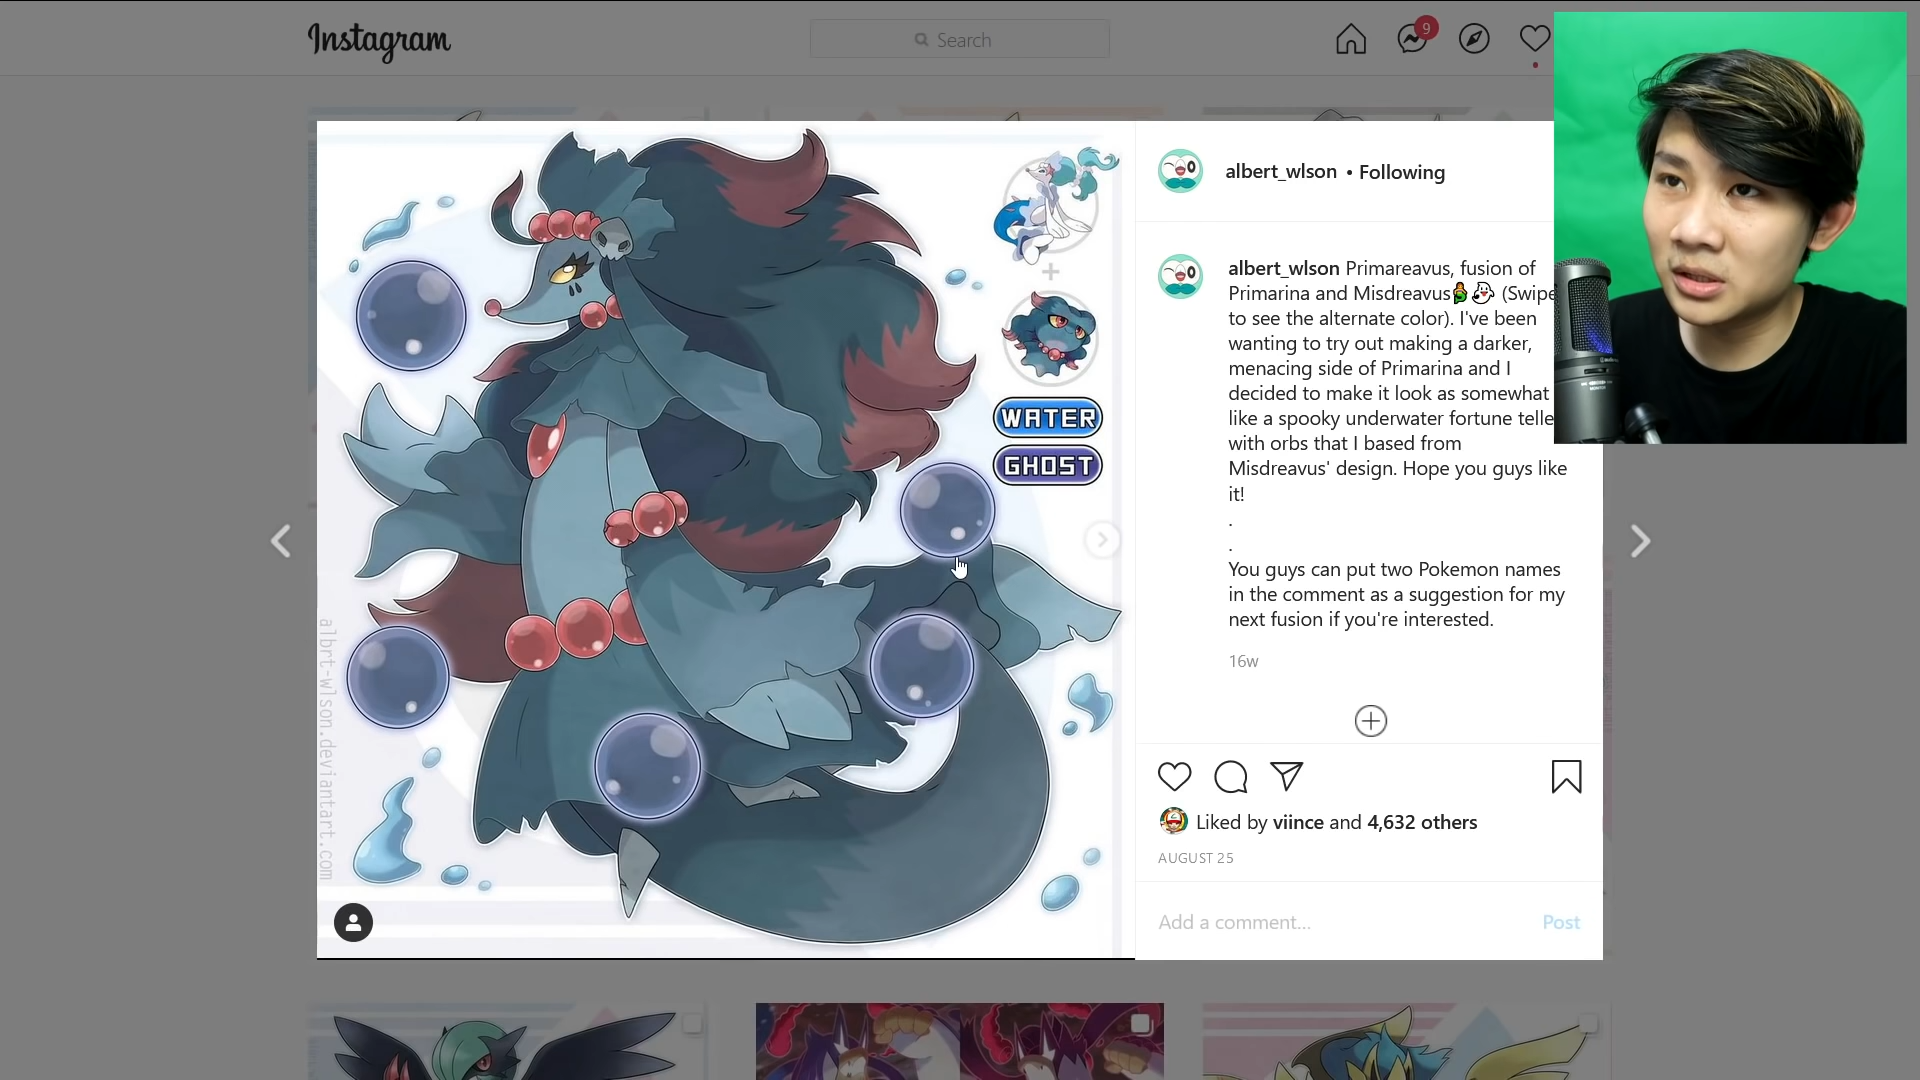 Instagram
Search
9
albert_wlson • Following
albert_wlson Primareavus, fusion of
Primarina and Misdreavus (Swipe
to see the alternate color). I've been
wanting to try out making a darker,
menacing side of Primarina and I
decided to make it look as somewhat
like a spooky underwater fortune telle
with orbs that I based from
Misdreavus' design. Hope you guys like
it!
.
.
You guys can put two Pokemon names
in the comment as a suggestion for my
next fusion if you're interested.
16w
Liked by viince and 4,632 others
AUGUST 25
Add a comment...
Post
+
WATER
GHOST
albrt-wlson.deviantart.com